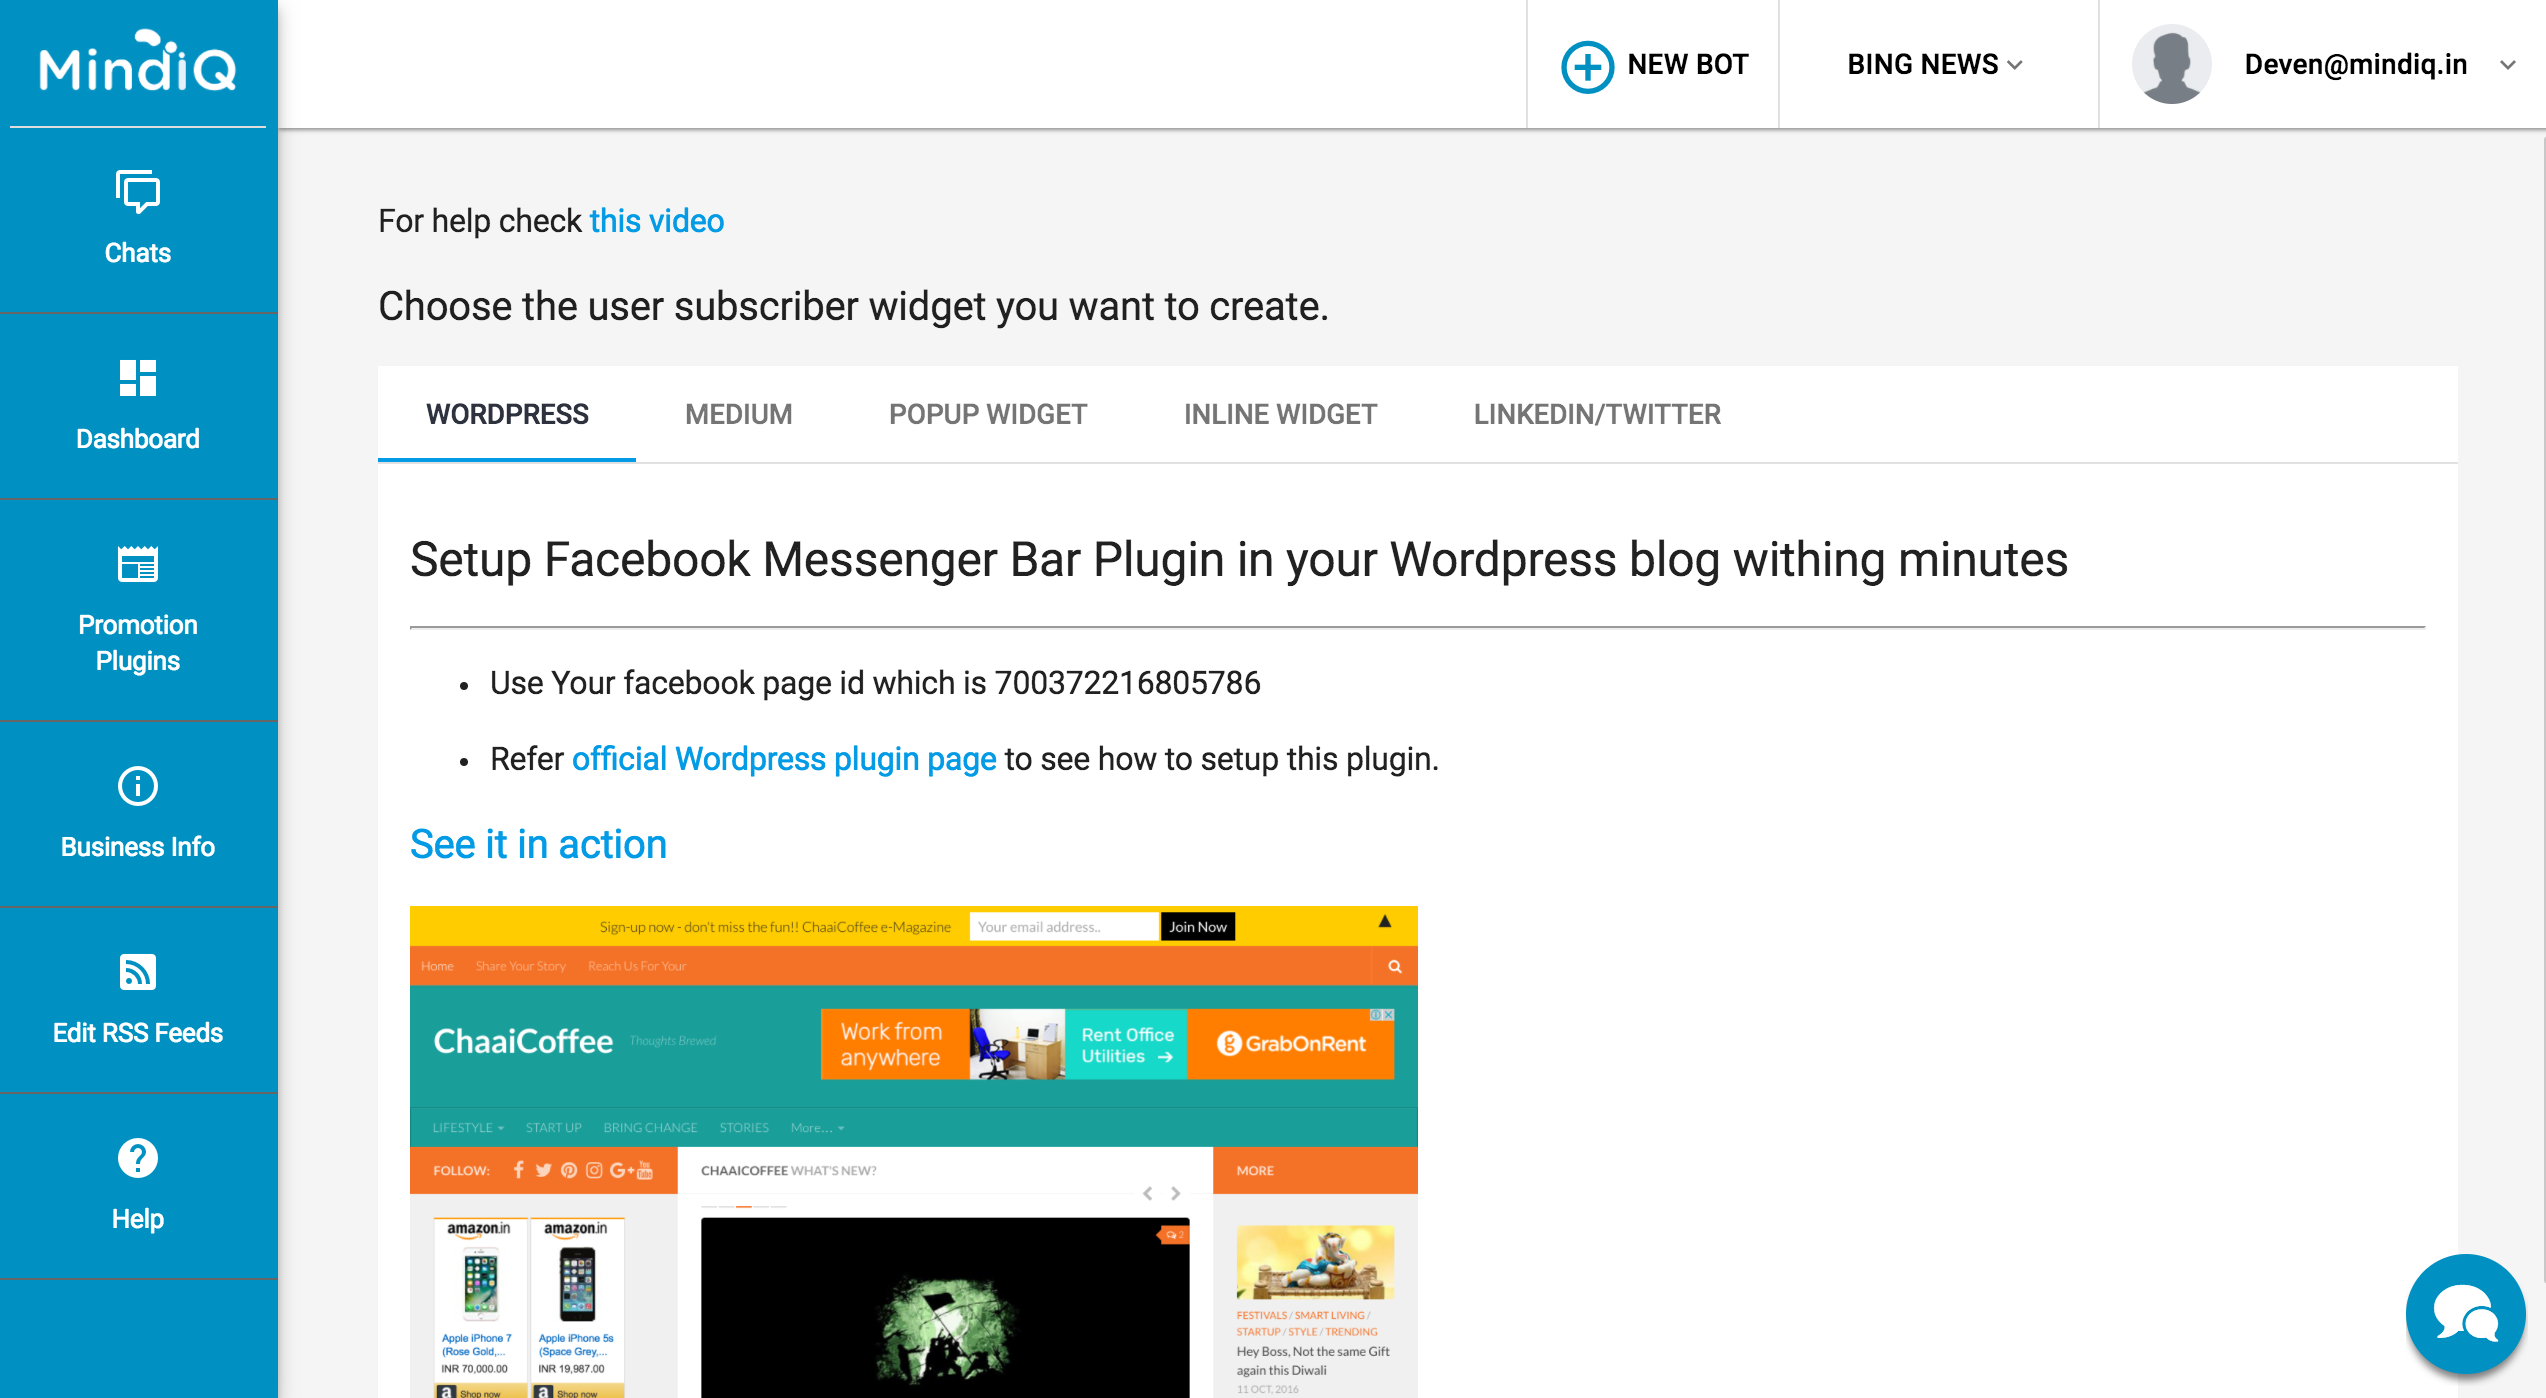 MindiQ
NEW BOT
BING NEWS
Deven@mindiq.in
Chats
Dashboard
Promotion
Plugins
Business Info
Edit RSS Feeds
Help
For help check this video
Choose the user subscriber widget you want to create.
WORDPRESS MEDIUM POPUP WIDGET INLINE WIDGET LINKEDIN/TWITTER
Setup Facebook Messenger Bar Plugin in your Wordpress blog withing minutes
• Use Your facebook page id which is 700372216805786
• Refer official Wordpress plugin page to see how to setup this plugin.
See it in action
Sign-up now - don't miss the fun!! ChaaiCoffee e-Magazine Your email address.. Join Now
Home Share Your Story Reach Us For Your
ChaaiCoffee Thoughts Brewed
Work from
anywhere
Rent Office
Utilities →
GrabOnRent
LIFESTYLE START UP BRING CHANGE STORIES More...
FOLLOW:
CHAAICOFFEE WHAT'S NEW?
MORE
2
amazon.in
Apple iPhone 7
(Rose Gold,...
INR 70,000.00
Shop now
amazon.in
Apple iPhone 5s
(Space Grey,...
INR 19,987.00
Shop now
FESTIVALS / SMART LIVING /
STARTUP / STYLE / TRENDING
Hey Boss, Not the same Gift
again this Diwali
11 OCT, 2016